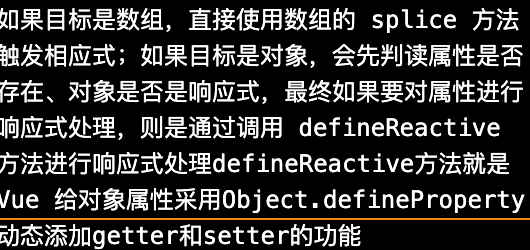 如果目标是数组，直接使用数组的 splice 方法
触发相应式；如果目标是对象，会先判读属性是否
存在、对象是否是响应式，最终如果要对属性进行
响应式处理，则是通过调用 defineReactive
方法进行响应式处理defineReactive方法就是
Vue 给对象属性采用Object.defineProperty
动态添加getter和setter的功能